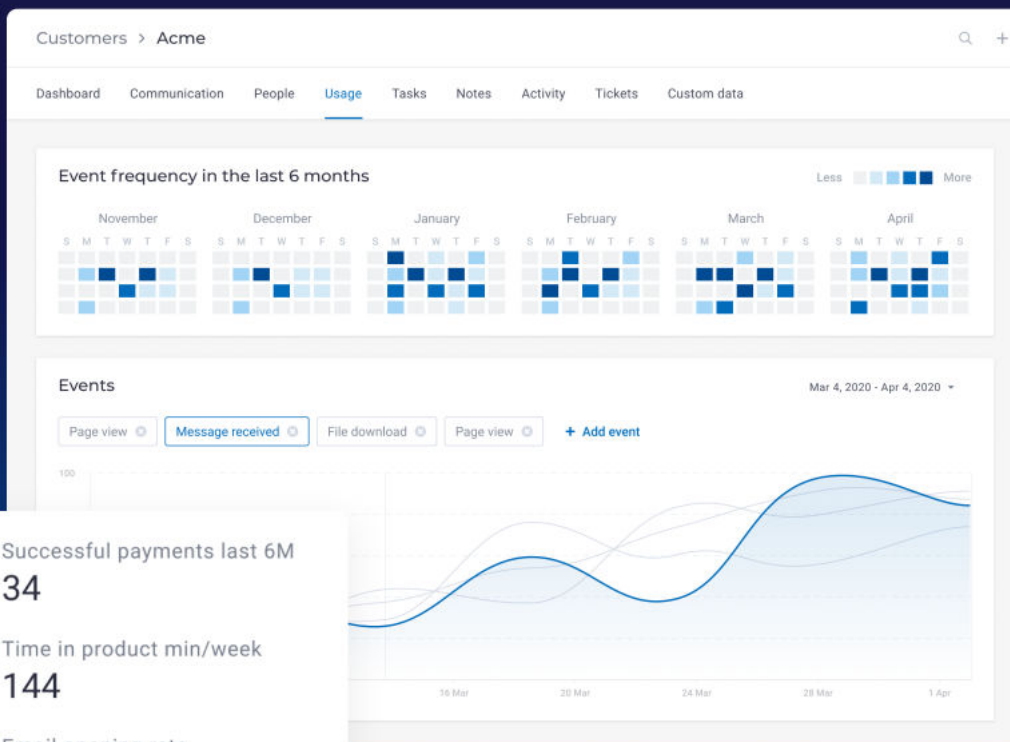 Customers > Acme
Dashboard Communication People Usage Tasks Notes Activity Tickets Custom data
Event frequency in the last 6 months
Less More
November December January February March April
S M T W T F S S M T W T F S S M T W T F S S M T W T F S S M T W T F S S M T W T F S
Events
Mar 4, 2020 - Apr 4, 2020
Page view Message received File download Page view + Add event
100
Successful payments last 6M
34
Time in product min/week
144
16 Mar 20 Mar 24 Mar 28 Mar 1 Apr